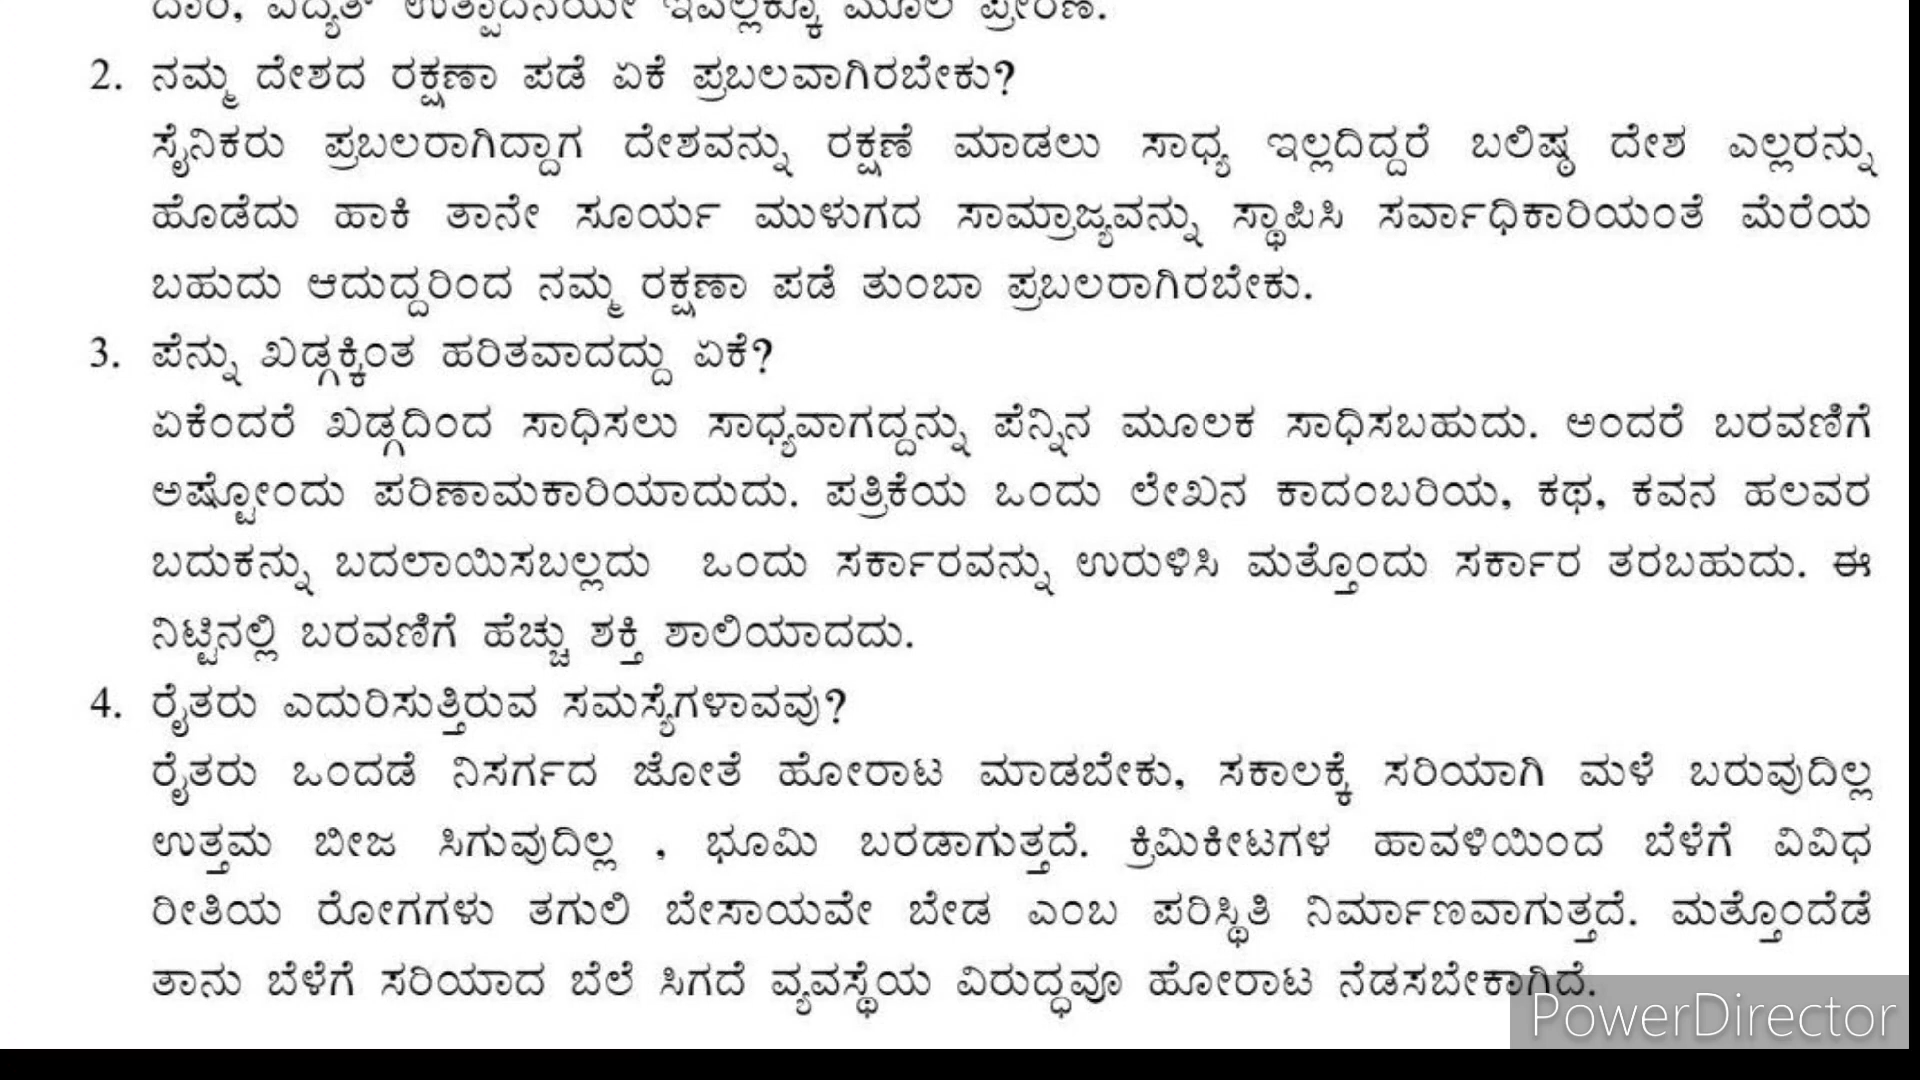 ದಾರಿ, ವಿದ್ಯುತ್ ಉತ್ಪಾದನೆಯೇ ಇವೆಲ್ಲಕ್ಕೂ ಮೂಲ ಪ್ರೇರಣೆ.
2. ನಮ್ಮ ದೇಶದ ರಕ್ಷಣಾ ಪಡೆ ಏಕೆ ಪ್ರಬಲವಾಗಿರಬೇಕು?
ಸೈನಿಕರು ಪ್ರಬಲರಾಗಿದ್ದಾಗ ದೇಶವನ್ನು ರಕ್ಷಣೆ ಮಾಡಲು ಸಾಧ್ಯ ಇಲ್ಲದಿದ್ದರೆ ಬಲಿಷ್ಠ ದೇಶ ಎಲ್ಲರನ್ನು
ಹೊಡೆದು ಹಾಕಿ ತಾನೇ ಸೂರ್ಯ ಮುಳುಗದ ಸಾಮ್ರಾಜ್ಯವನ್ನು ಸ್ಥಾಪಿಸಿ ಸರ್ವಾಧಿಕಾರಿಯಂತೆ ಮೆರೆಯ
ಬಹುದು ಆದುದ್ದರಿಂದ ನಮ್ಮ ರಕ್ಷಣಾ ಪಡೆ ತುಂಬಾ ಪ್ರಬಲರಾಗಿರಬೇಕು.
3. ಪೆನ್ನು ಖಡ್ಗಕ್ಕಿಂತ ಹರಿತವಾದದ್ದು ಏಕೆ?
ಏಕೆಂದರೆ ಖಡ್ಗದಿಂದ ಸಾಧಿಸಲು ಸಾಧ್ಯವಾಗದ್ದನ್ನು ಪೆನ್ನಿನ ಮೂಲಕ ಸಾಧಿಸಬಹುದು. ಅಂದರೆ ಬರವಣಿಗೆ
ಅಷ್ಟೋಂದು ಪರಿಣಾಮಕಾರಿಯಾದುದು. ಪತ್ರಿಕೆಯ ಒಂದು ಲೇಖನ ಕಾದಂಬರಿಯ, ಕಥ, ಕವನ ಹಲವರ
ಬದುಕನ್ನು ಬದಲಾಯಿಸಬಲ್ಲದು ಒಂದು ಸರ್ಕಾರವನ್ನು ಉರುಳಿಸಿ ಮತ್ತೊಂದು ಸರ್ಕಾರ ತರಬಹುದು. ಈ
ನಿಟ್ಟಿನಲ್ಲಿ ಬರವಣಿಗೆ ಹೆಚ್ಚು ಶಕ್ತಿ ಶಾಲಿಯಾದದು.
4. ರೈತರು ಎದುರಿಸುತ್ತಿರುವ ಸಮಸ್ಯೆಗಳಾವವು?
ರೈತರು ಒಂದಡೆ ನಿಸರ್ಗದ ಜೋತೆ ಹೋರಾಟ ಮಾಡಬೇಕು, ಸಕಾಲಕ್ಕೆ ಸರಿಯಾಗಿ ಮಳೆ ಬರುವುದಿಲ್ಲ
ಉತ್ತಮ ಬೀಜ ಸಿಗುವುದಿಲ್ಲ , ಭೂಮಿ ಬರಡಾಗುತ್ತದೆ. ಕ್ರಿಮಿಕೀಟಗಳ ಹಾವಳಿಯಿಂದ ಬೆಳೆಗೆ ವಿವಿಧ
ರೀತಿಯ ರೋಗಗಳು ತಗುಲಿ ಬೇಸಾಯವೇ ಬೇಡ ಎಂಬ ಪರಿಸ್ಥಿತಿ ನಿರ್ಮಾಣವಾಗುತ್ತದೆ. ಮತ್ತೊಂದೆಡೆ
ತಾನು ಬೆಳೆಗೆ ಸರಿಯಾದ ಬೆಲೆ ಸಿಗದೆ ವ್ಯವಸ್ಥೆಯ ವಿರುದ್ಧವೂ ಹೋರಾಟ ನೆಡಸಬೇಕಾಗಿದೆ.
PowerDirector